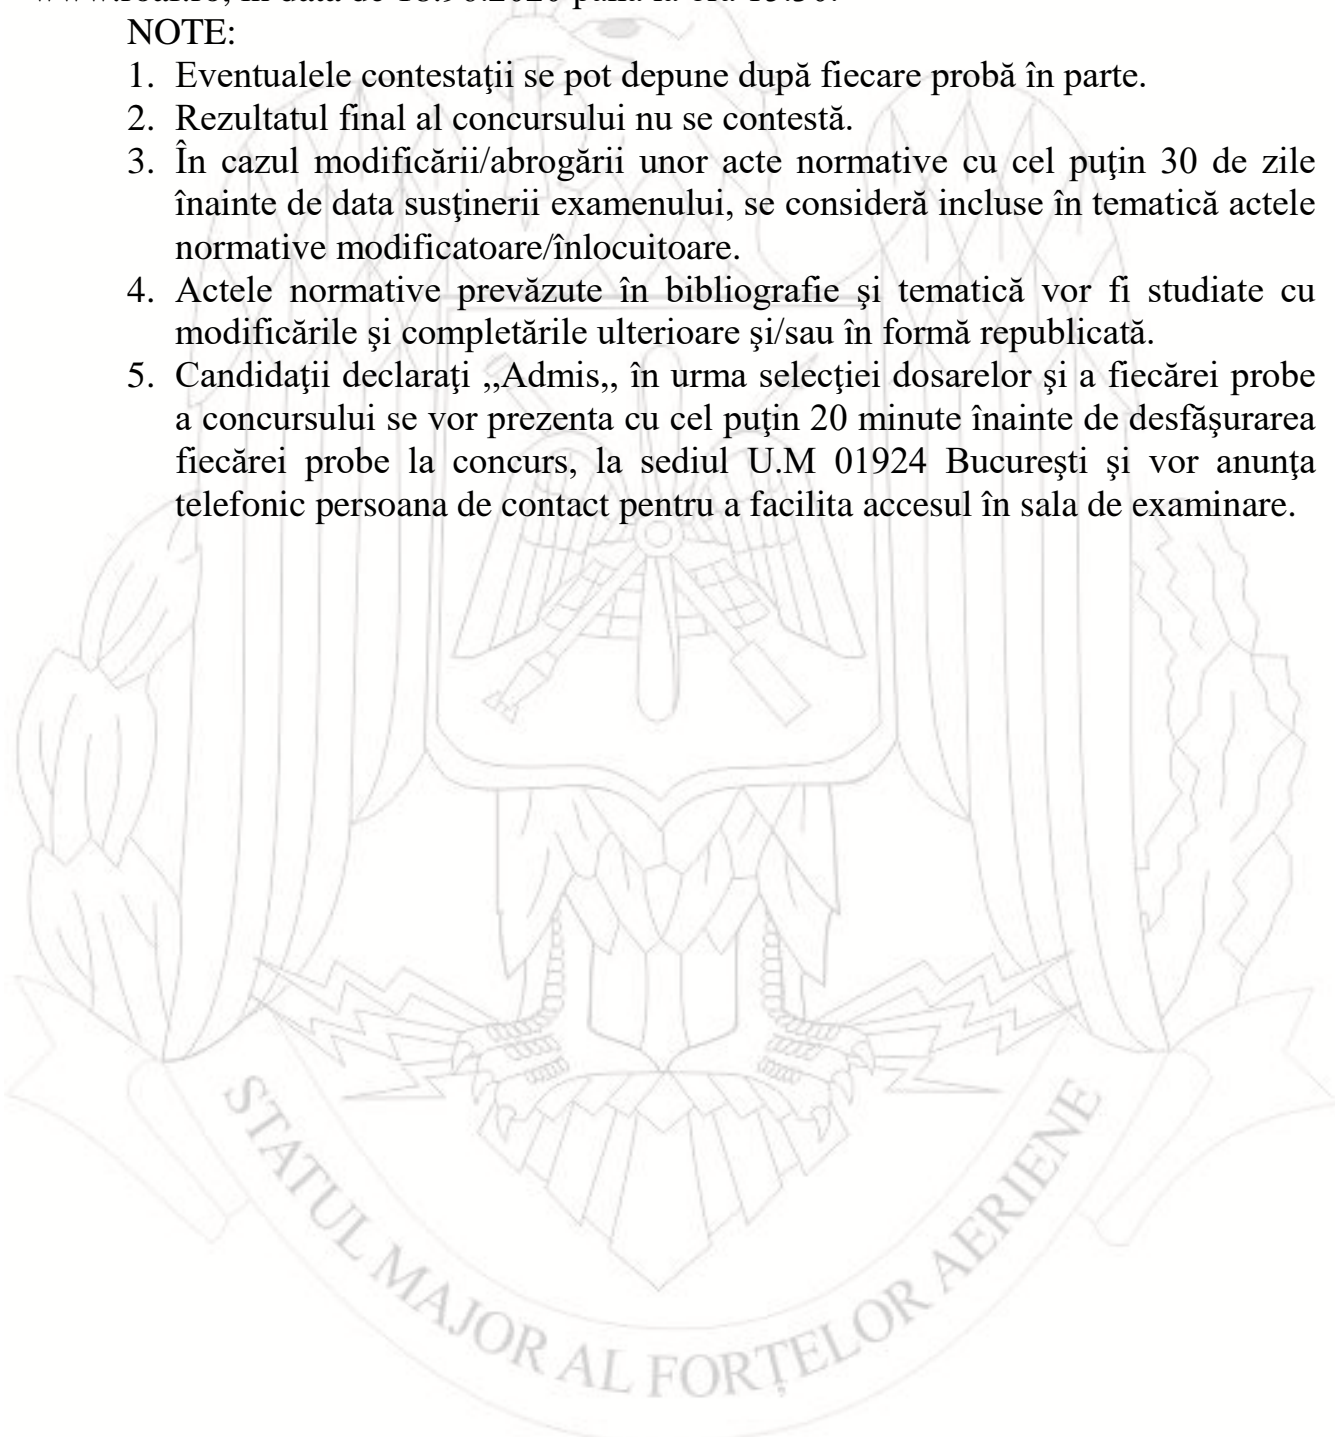 NOTE:
1. Eventualele contestaţii se pot depune după fiecare probă în parte.
2. Rezultatul final al concursului nu se contestă.
3. În cazul modificării/abrogării unor acte normative cu cel puţin 30 de zile
înainte de data susţinerii examenului, se consideră incluse în tematică actele
normative modificatoare/înlocuitoare.
4. Actele normative prevăzute în bibliografie şi tematică vor fi studiate cu
modificările şi completările ulterioare şi/sau în formă republicată.
5. Candidaţii declaraţi ,,Admis,, în urma selecţiei dosarelor şi a fiecărei probe
a concursului se vor prezenta cu cel puţin 20 minute înainte de desfăşurarea
fiecărei probe la concurs, la sediul U.M 01924 Bucureşti şi vor anunţa
telefonic persoana de contact pentru a facilita accesul în sala de examinare.
STATUL MAJOR AL FORȚELOR AERIENE